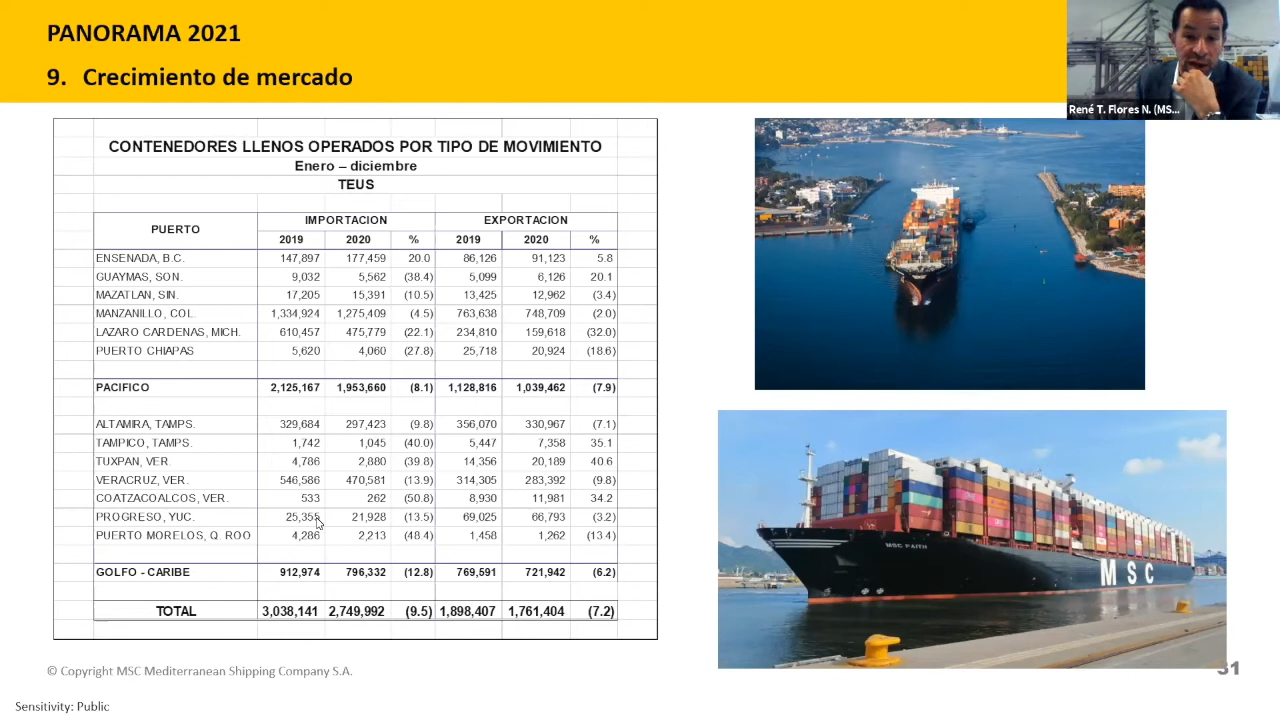 PANORAMA 2021
9. Crecimiento de mercado
René T. Flores N. (MS...
CONTENEDORES LLENOS OPERADOS POR TIPO DE MOVIMIENTO
Enero – diciembre
TEUS
PUERTO IMPORTACION EXPORTACION
2019 2020 % 2019 2020 %
ENSENADA, B.C. 147,897 177,459 20.0 86,126 91,123 5.8
GUAYMAS, SON. 9,032 5,562 (38.4) 5,099 6,126 20.1
MAZATLAN, SIN. 17,205 15,391 (10.5) 13,425 12,962 (3.4)
MANZANILLO, COL. 1,334,924 1,275,409 (4.5) 763,638 748,709 (2.0)
LAZARO CARDENAS, MICH. 610,457 475,779 (22.1) 234,810 159,618 (32.0)
PUERTO CHIAPAS 5,620 4,060 (27.8) 25,718 20,924 (18.6)
PACIFICO 2,125,167 1,953,660 (8.1) 1,128,816 1,039,462 (7.9)
ALTAMIRA, TAMPS. 329,684 297,423 (9.8) 356,070 330,967 (7.1)
TAMPICO, TAMPS. 1,742 1,045 (40.0) 5,447 7,358 35.1
TUXPAN, VER. 4,786 2,880 (39.8) 14,356 20,189 40.6
VERACRUZ, VER. 546,586 470,581 (13.9) 314,305 283,392 (9.8)
COATZACOALCOS, VER. 533 262 (50.8) 8,930 11,981 34.2
PROGRESO, YUC. 25,355 21,928 (13.5) 69,025 66,793 (3.2)
PUERTO MORELOS, Q. ROO 4,286 2,213 (48.4) 1,458 1,262 (13.4)
GOLFO - CARIBE 912,974 796,332 (12.8) 769,591 721,942 (6.2)
TOTAL 3,038,141 2,749,992 (9.5) 1,898,407 1,761,404 (7.2)
MSC FAITH
MSC
© Copyright MSC Mediterranean Shipping Company S.A.
31
Sensitivity: Public